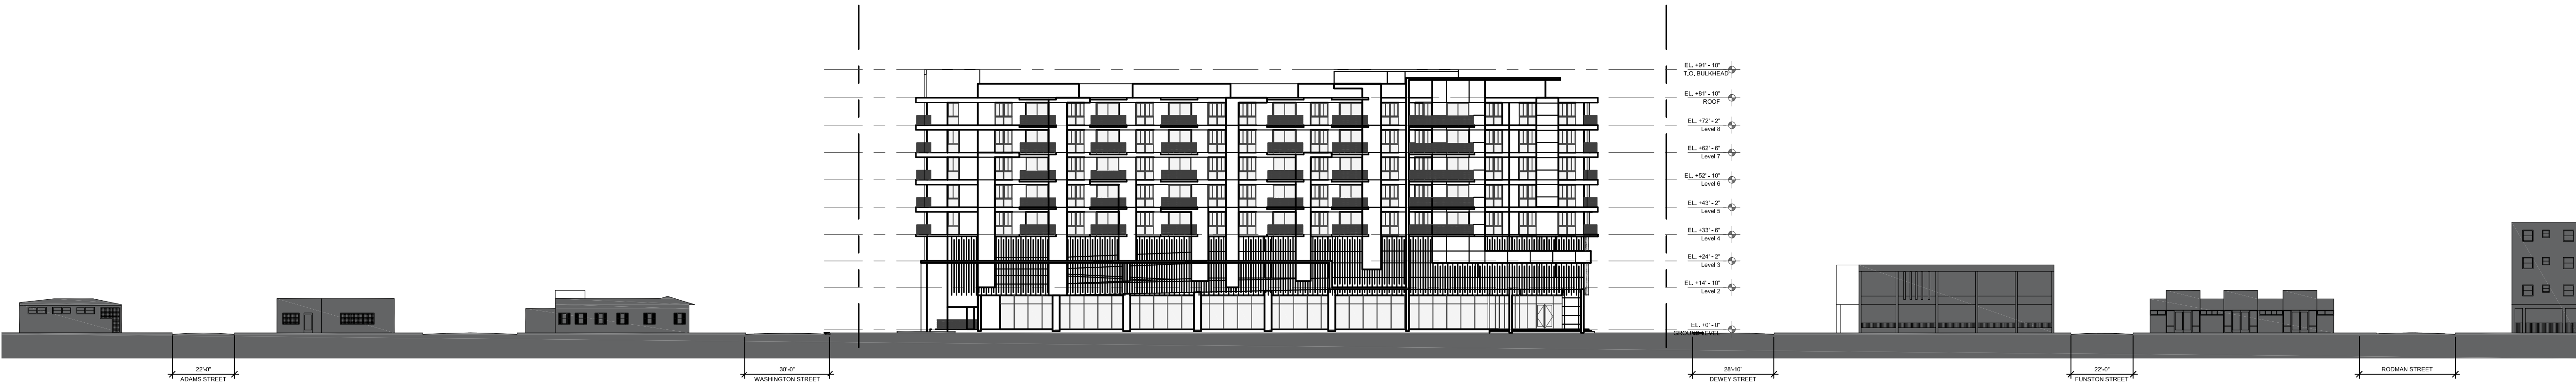 EL. +91' - 10"
T.O. BULKHEAD
EL. +81' - 10"
ROOF
EL. +72' - 2"
Level 8
EL. +62' - 6"
Level 7
EL. +52' - 10"
Level 6
EL. +43' - 2"
Level 5
EL. +33' - 6"
Level 4
EL. +24' - 2"
Level 3
EL. +14' - 10"
Level 2
EL. +0' - 0"
GROUND LEVEL
22'-0"
ADAMS STREET
30'-0"
WASHINGTON STREET
28'-10"
DEWEY STREET
22'-0"
FUNSTON STREET
RODMAN STREET